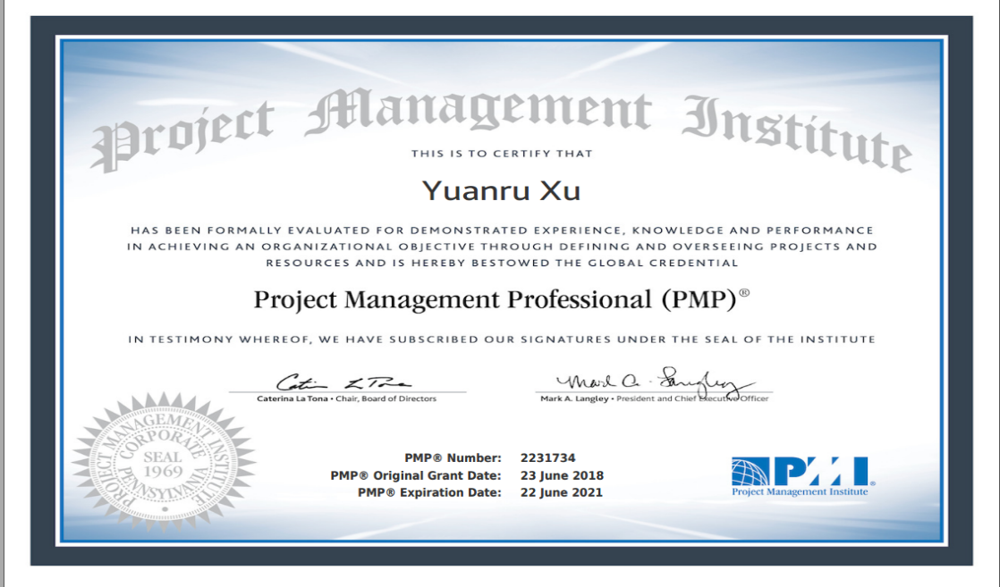 Project Management Institute
THIS IS TO CERTIFY THAT
Yuanru Xu
HAS BEEN FORMALLY EVALUATED FOR DEMONSTRATED EXPERIENCE, KNOWLEDGE AND PERFORMANCE
IN ACHIEVING AN ORGANIZATIONAL OBJECTIVE THROUGH DEFINING AND OVERSEEING PROJECTS AND
RESOURCES AND IS HEREBY BESTOWED THE GLOBAL CREDENTIAL
Project Management Professional (PMP)®
IN TESTIMONY WHEREOF, WE HAVE SUBSCRIBED OUR SIGNATURES UNDER THE SEAL OF THE INSTITUTE
Caterina La Tona • Chair, Board of Directors
Mark A. Langley
Mark A. Langley • President and Chief Executive Officer
PROJECT MANAGEMENT INSTITUTE
CORPORATE
SEAL
1969
PENNSYLVANIA
PMP® Number: 2231734
PMP® Original Grant Date: 23 June 2018
PMP® Expiration Date: 22 June 2021
PMI®
Project Management Institute